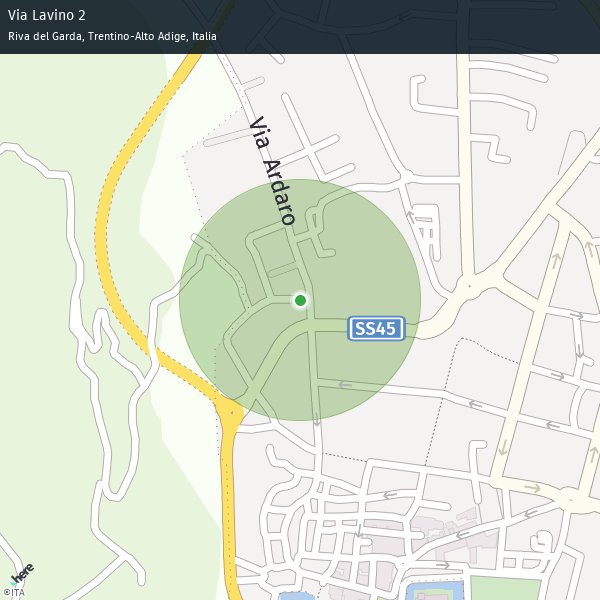 Via Lavino 2
Riva del Garda, Trentino-Alto Adige, Italia
Via Ardaro
SS45
here
©ITA